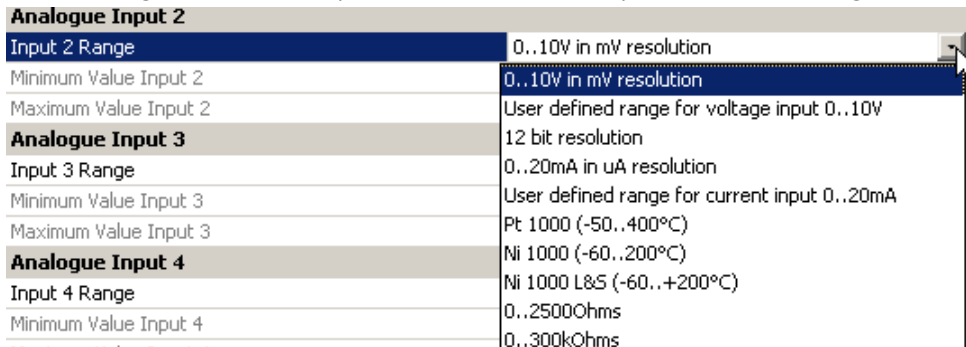 Analogue Input 2
Input 2 Range 0..10V in mV resolution
Minimum Value Input 2 0..10V in mV resolution
Maximum Value Input 2 User defined range for voltage input 0..10V
Analogue Input 3 12 bit resolution
Input 3 Range 0..20mA in uA resolution
Minimum Value Input 3 User defined range for current input 0..20mA
Maximum Value Input 3 Pt 1000 (-50..400°C)
Analogue Input 4 Ni 1000 (-60..200°C)
Input 4 Range Ni 1000 L&S (-60..+200°C)
Minimum Value Input 4 0..2500Ohms
0..300kOhms